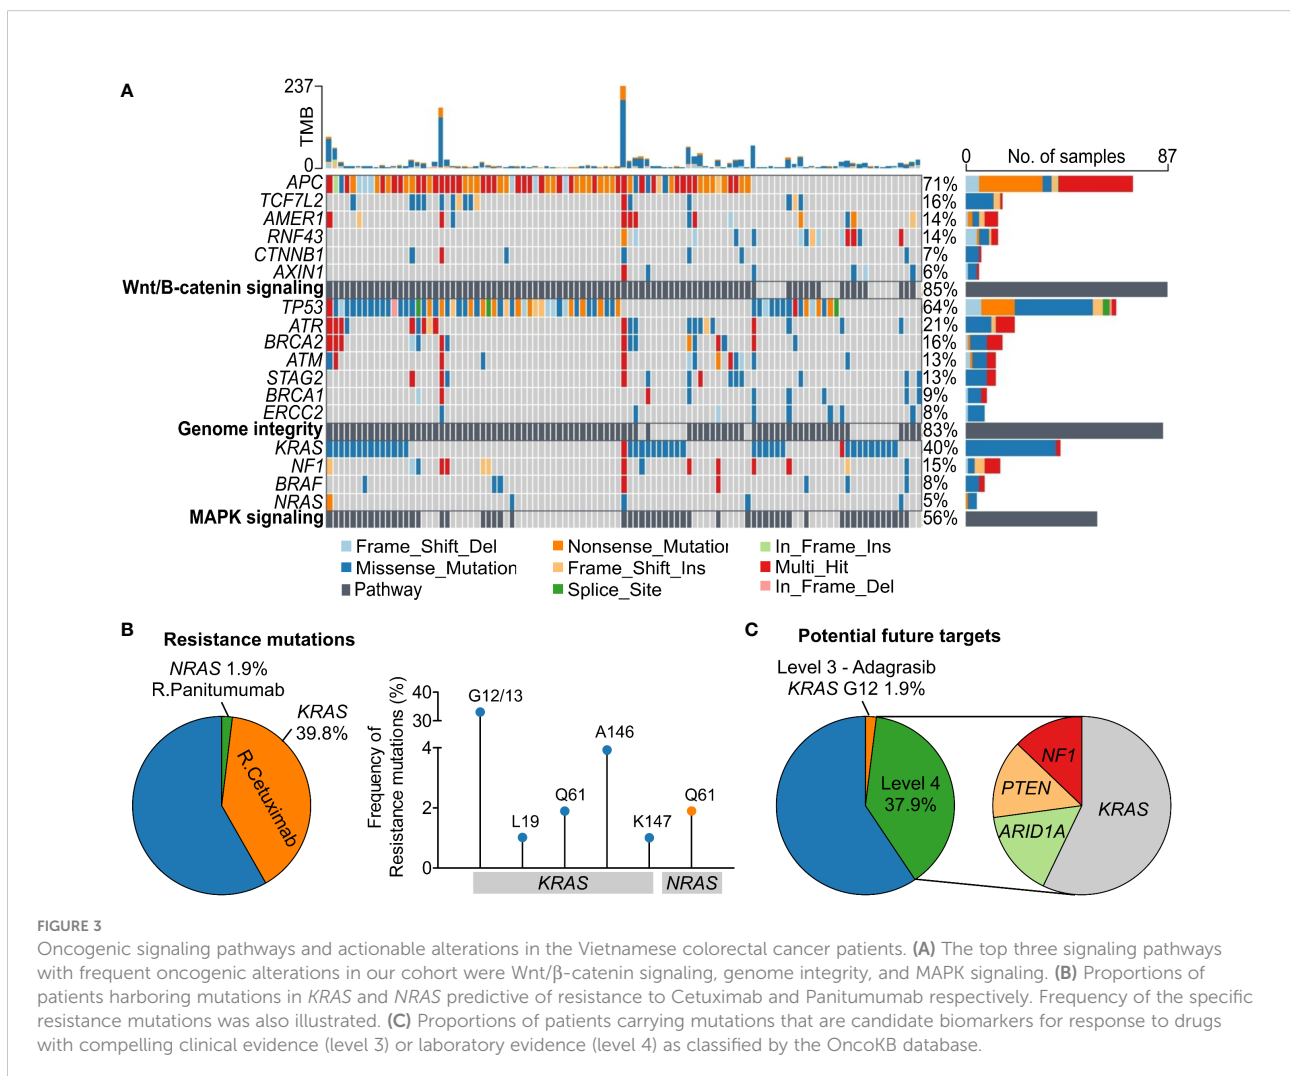 A
237
TMB
0
0 No. of samples 87
APC 71%
TCF7L2 16%
AMER1 14%
RNF43 14%
CTNNB1 7%
AXIN1 6%
Wnt/B-catenin signaling 85%
TP53 64%
ATR 21%
BRCA2 16%
ATM 13%
STAG2 13%
BRCA1 9%
ERCC2 8%
Genome integrity 83%
KRAS 40%
NF1 15%
BRAF 8%
NRAS 5%
MAPK signaling 56%
Frame_Shift_Del Nonsense_Mutation In_Frame_Ins
Missense_Mutation Frame_Shift_Ins Multi_Hit
Pathway Splice_Site In_Frame_Del
B
Resistance mutations
NRAS 1.9%
R.Panitumumab
KRAS
39.8%
R.Cetuximab
Frequency of
Resistance mutations (%)
40
30
4
2
0
G12/13
L19
Q61
A146
K147
Q61
KRAS NRAS
C
Potential future targets
Level 3 - Adagrasib
KRAS G12 1.9%
Level 4
37.9%
NF1
PTEN
ARID1A
KRAS
FIGURE 3
Oncogenic signaling pathways and actionable alterations in the Vietnamese colorectal cancer patients. (A) The top three signaling pathways
with frequent oncogenic alterations in our cohort were Wnt/β-catenin signaling, genome integrity, and MAPK signaling. (B) Proportions of
patients harboring mutations in KRAS and NRAS predictive of resistance to Cetuximab and Panitumumab respectively. Frequency of the specific
resistance mutations was also illustrated. (C) Proportions of patients carrying mutations that are candidate biomarkers for response to drugs
with compelling clinical evidence (level 3) or laboratory evidence (level 4) as classified by the OncoKB database.